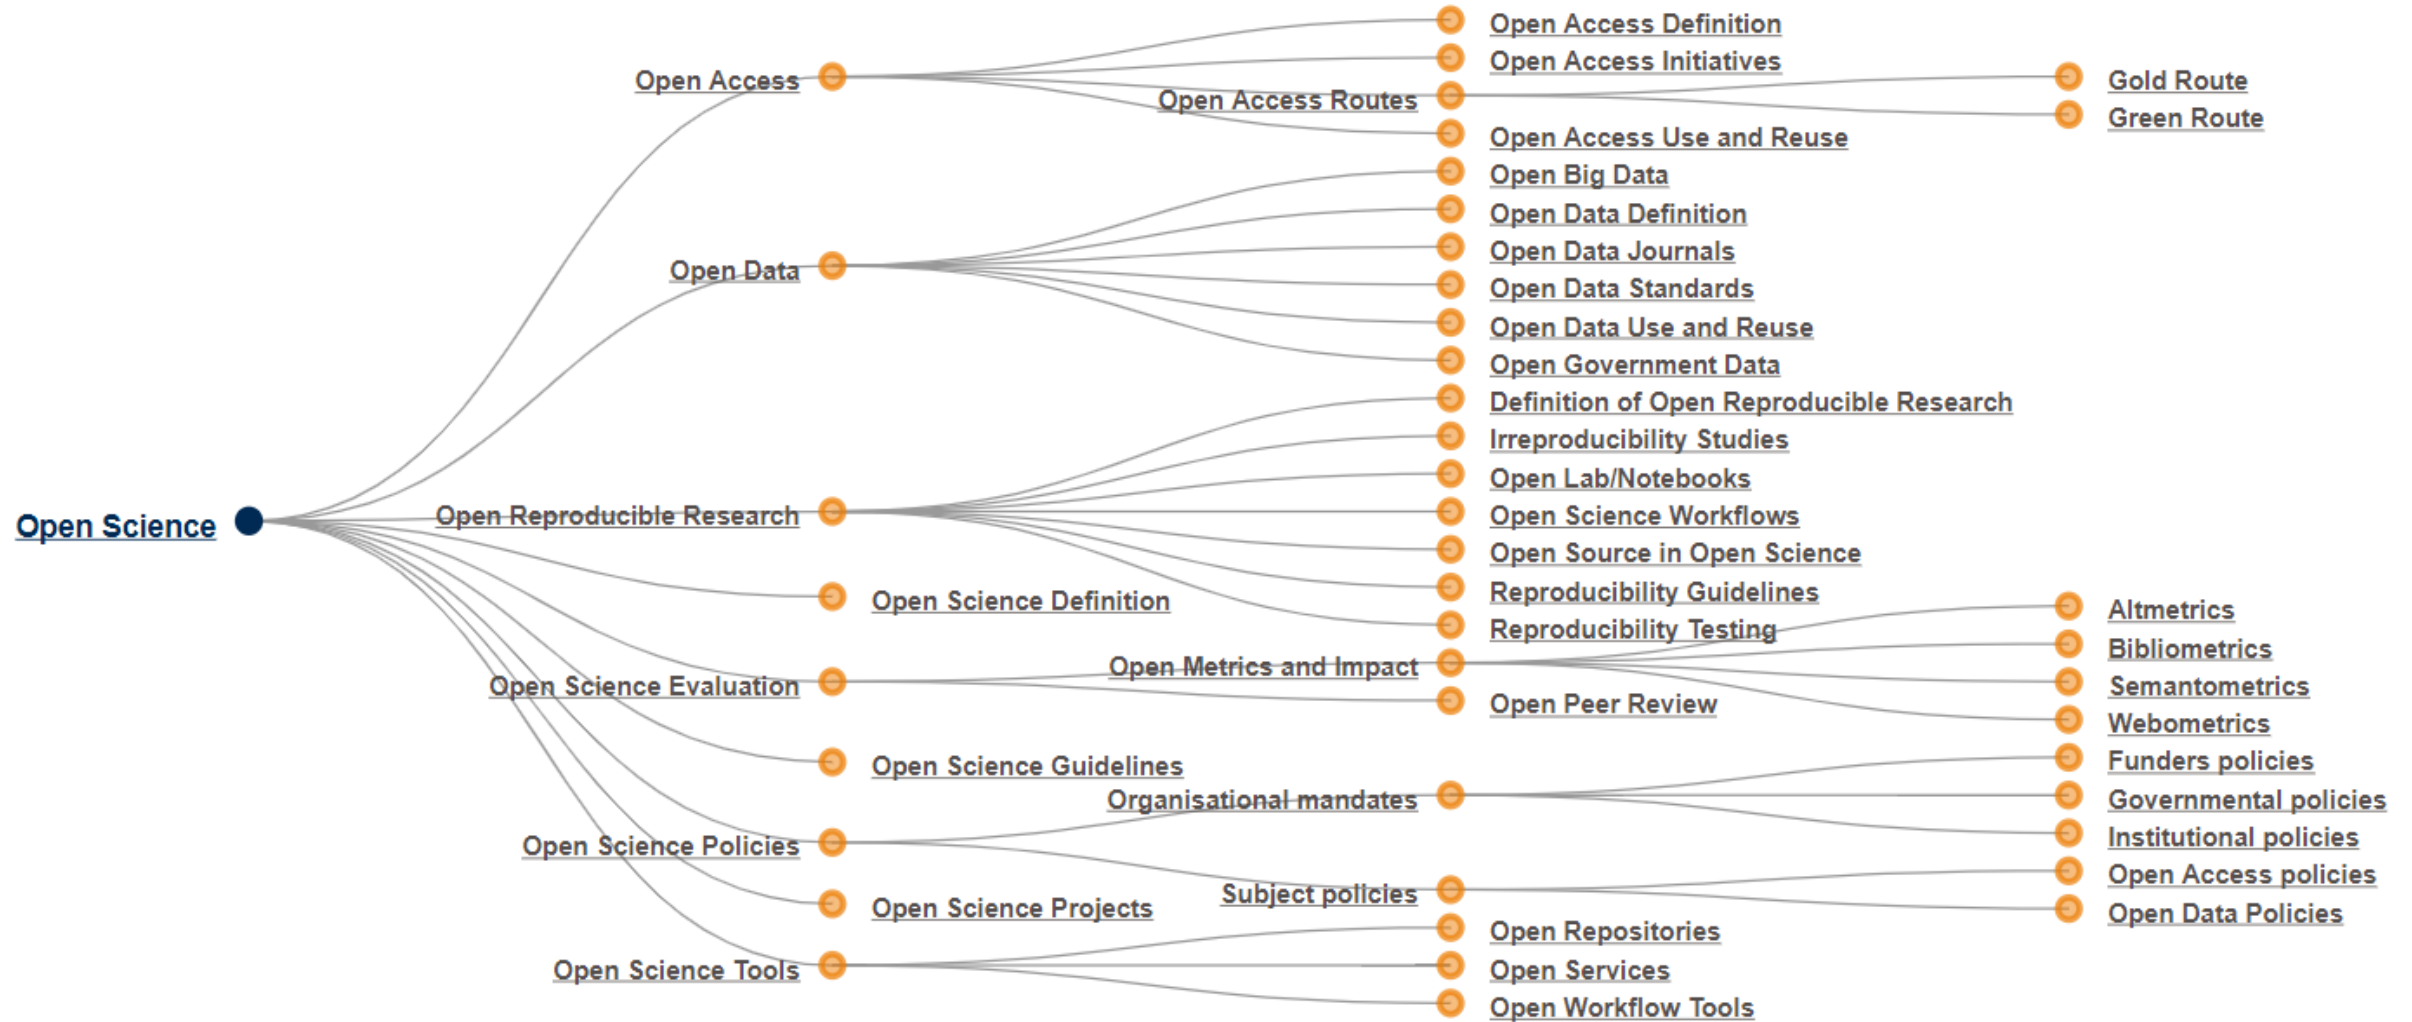 Open Access Definition
Open Access Initiatives
Open Access
Gold Route
Open Access Routes
Green Route
Open Access Use and Reuse
Open Big Data
Open Data Definition
Open Data Journals
Open Data
Open Data Standards
Open Data Use and Reuse
Open Government Data
Definition of Open Reproducible Research
Irreproducibility Studies
Open Lab/Notebooks
Open Science
Open Reproducible Research
Open Science Workflows
Open Source in Open Science
Open Science Definition
Reproducibility Guidelines
Altmetrics
Reproducibility Testing
Bibliometrics
Open Metrics and Impact
Open Science Evaluation
Semantometrics
Open Peer Review
Webometrics
Open Science Guidelines
Funders policies
Organisational mandates
Governmental policies
Institutional policies
Open Science Policies
Open Access policies
Subject policies
Open Science Projects
Open Data Policies
Open Repositories
Open Science Tools
Open Services
Open Workflow Tools